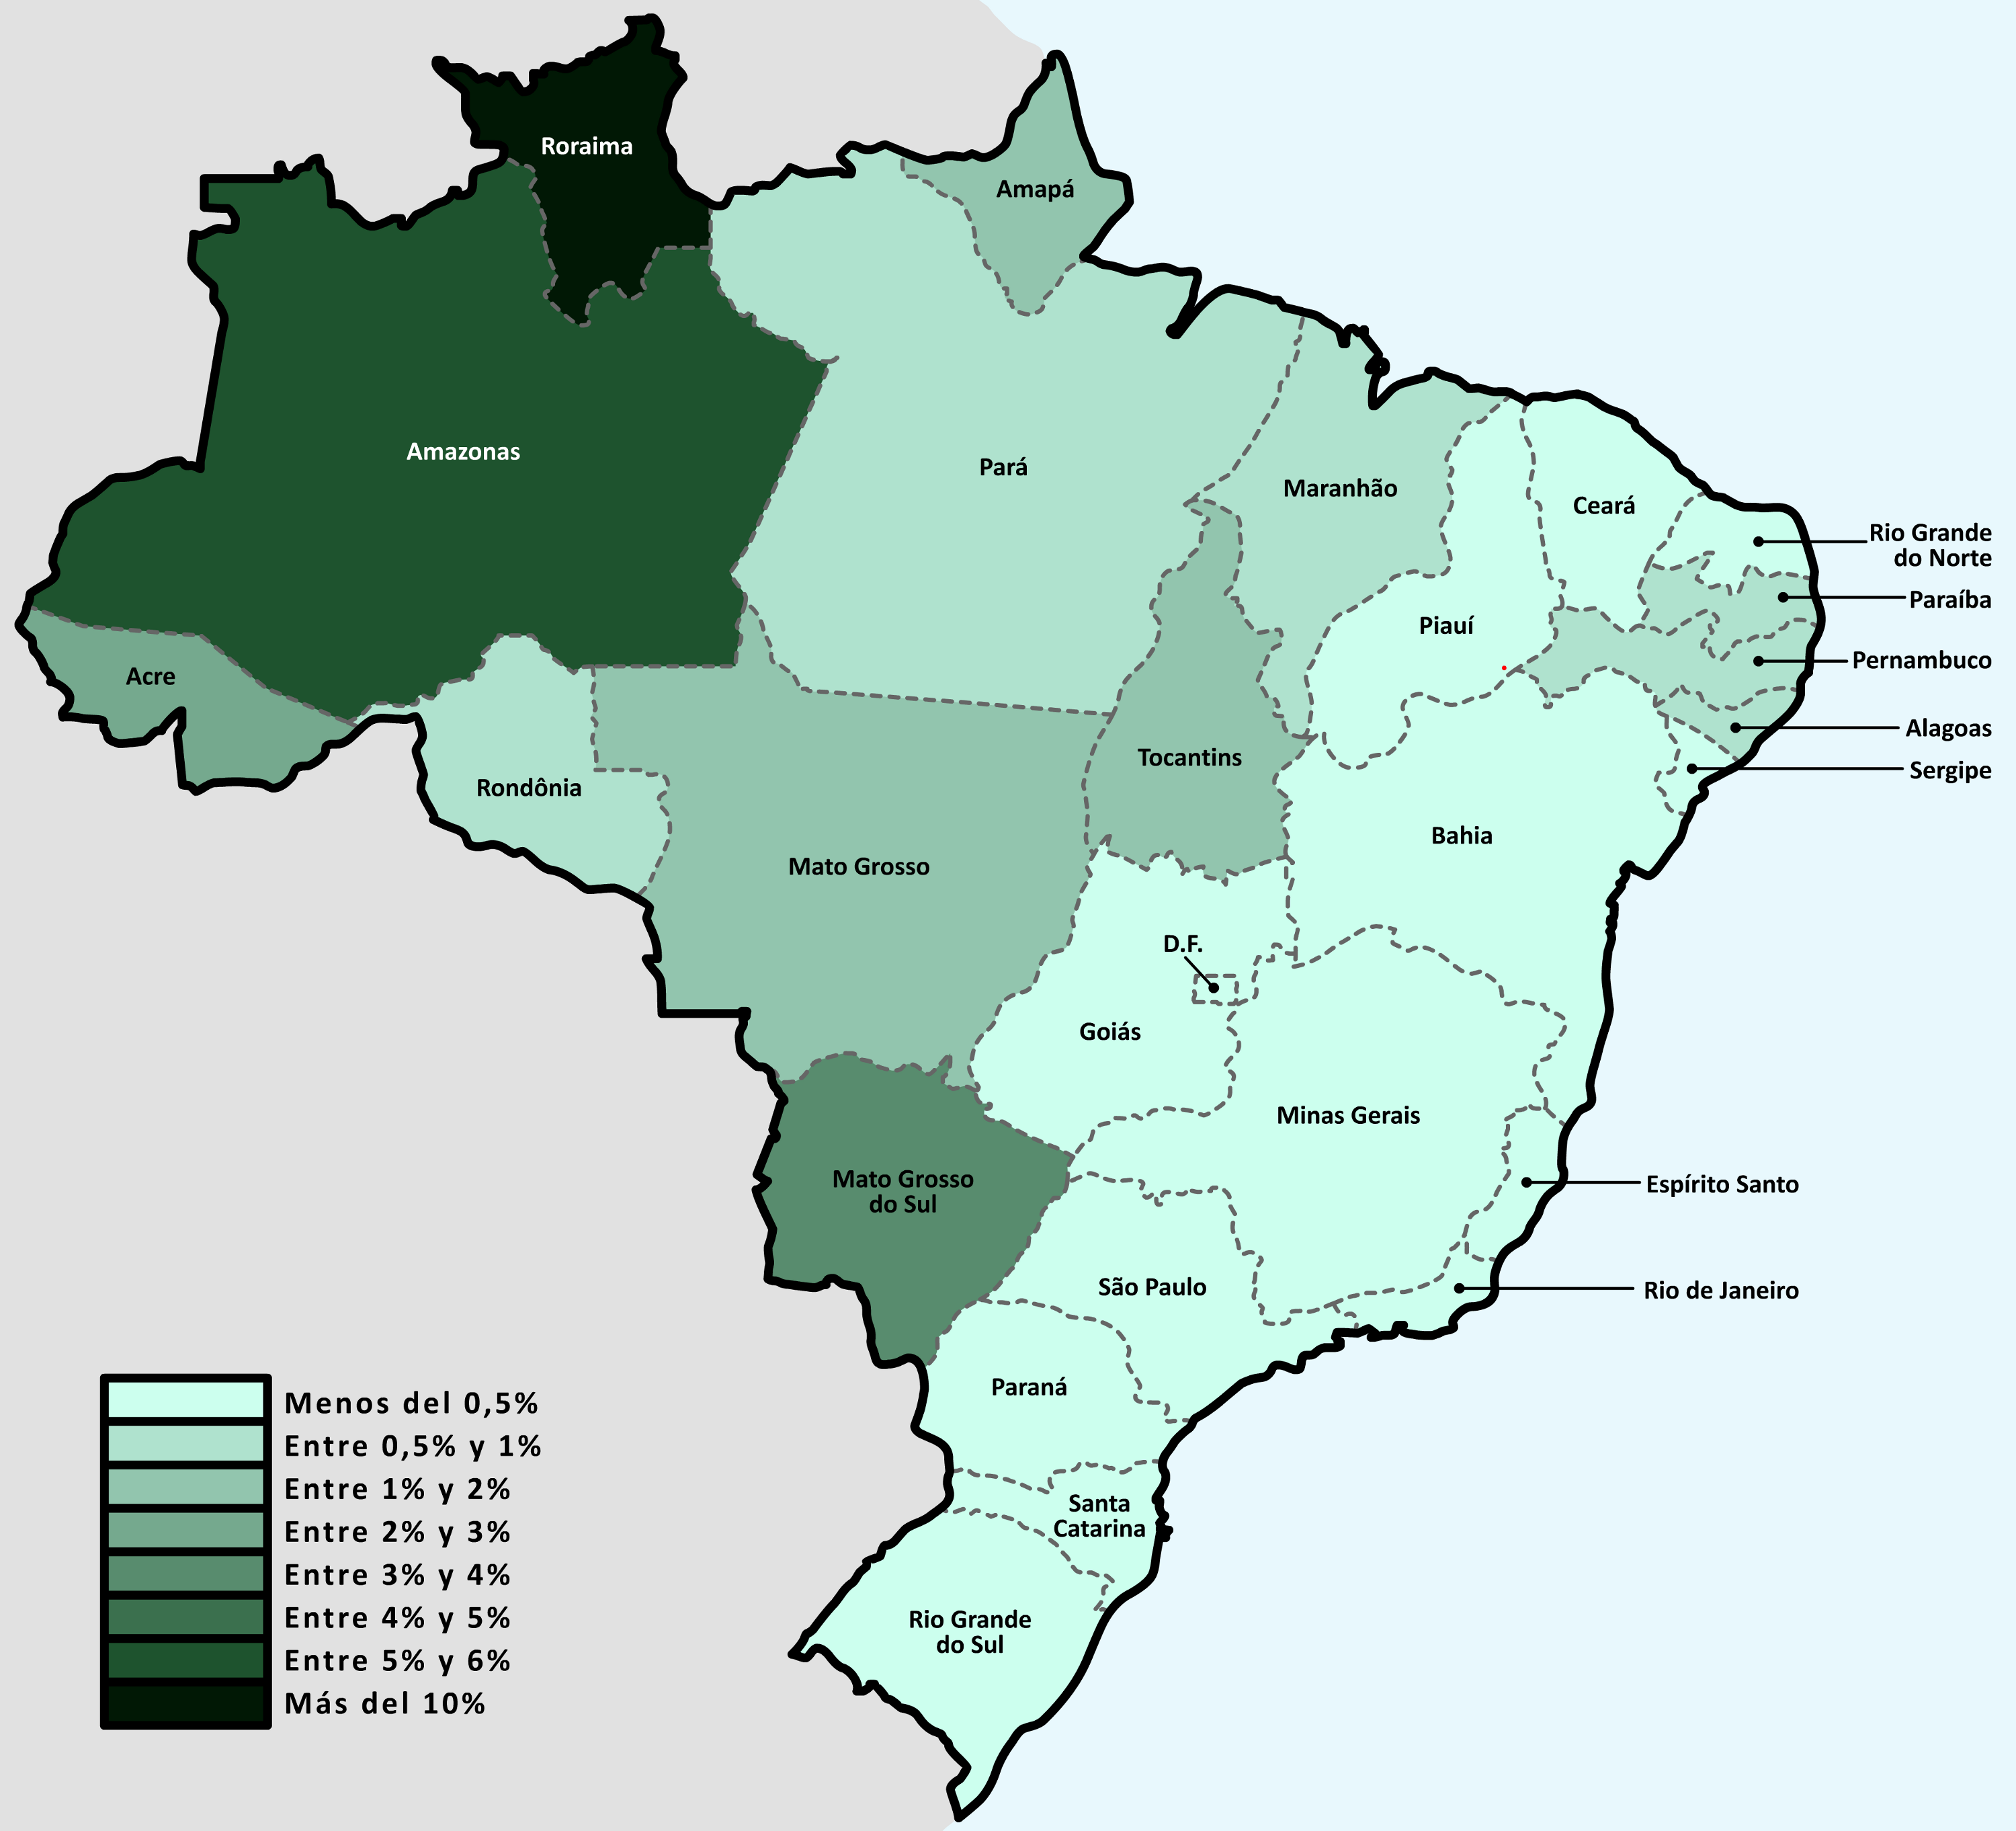 Roraima
Amapá
Amazonas
Pará
Maranhão
Ceará
Rio Grande
do Norte
Paraíba
Piauí
Pernambuco
Acre
Alagoas
Tocantins
Sergipe
Rondônia
Bahia
Mato Grosso
D.F.
Goiás
Minas Gerais
Mato Grosso
do Sul
Espírito Santo
São Paulo
Rio de Janeiro
Paraná
Santa
Catarina
Rio Grande
do Sul
Menos del 0,5%
Entre 0,5% y 1%
Entre 1% y 2%
Entre 2% y 3%
Entre 3% y 4%
Entre 4% y 5%
Entre 5% y 6%
Más del 10%